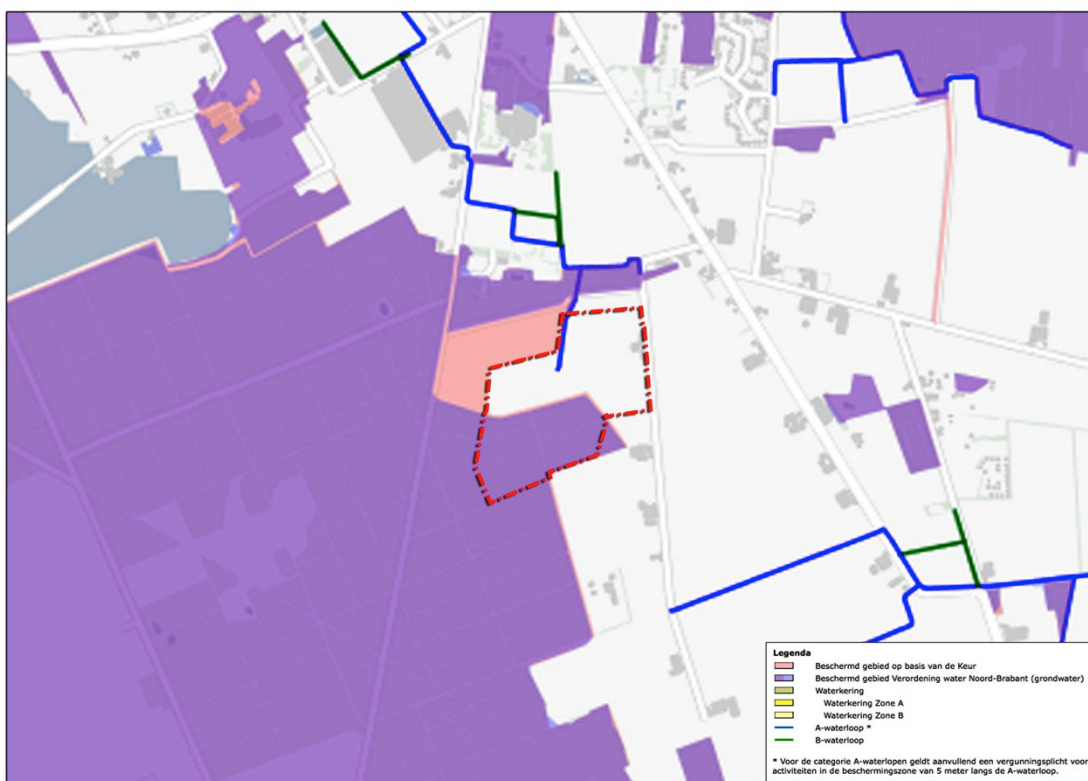 Legenda
Beschermd gebied op basis van de Keur
Beschermd gebied Verordening water Noord-Brabant (grondwater)
Waterkering
Waterkering Zone A
Waterkering Zone B
A-waterloop *
B-waterloop
* Voor de categorie A-waterlopen geldt aanvullend een vergunningsplicht voor
activiteiten in de beschermingszone van 5 meter langs de A-waterloop.